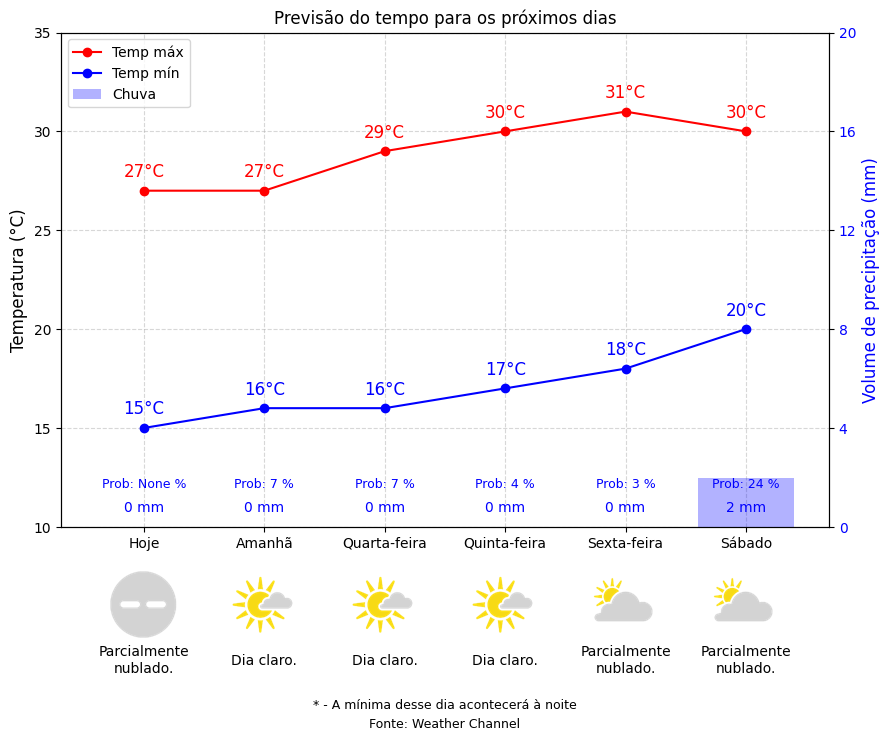 Previsão do tempo para os próximos dias
35
30
25
20
15
10
Temperatura (°C)
20
16
12
8
4
0
Volume de precipitação (mm)
Temp máx
Temp mín
Chuva
27°C 27°C 29°C 30°C 31°C 30°C
15°C 16°C 16°C 17°C 18°C 20°C
Prob: None % Prob: 7 % Prob: 7 % Prob: 4 % Prob: 3 % Prob: 24 %
0 mm 0 mm 0 mm 0 mm 0 mm 2 mm
Hoje Amanhã Quarta-feira Quinta-feira Sexta-feira Sábado
Parcialmente
nublado.
Dia claro.
Dia claro.
Dia claro.
Parcialmente
nublado.
Parcialmente
nublado.
* - A mínima desse dia acontecerá à noite
Fonte: Weather Channel